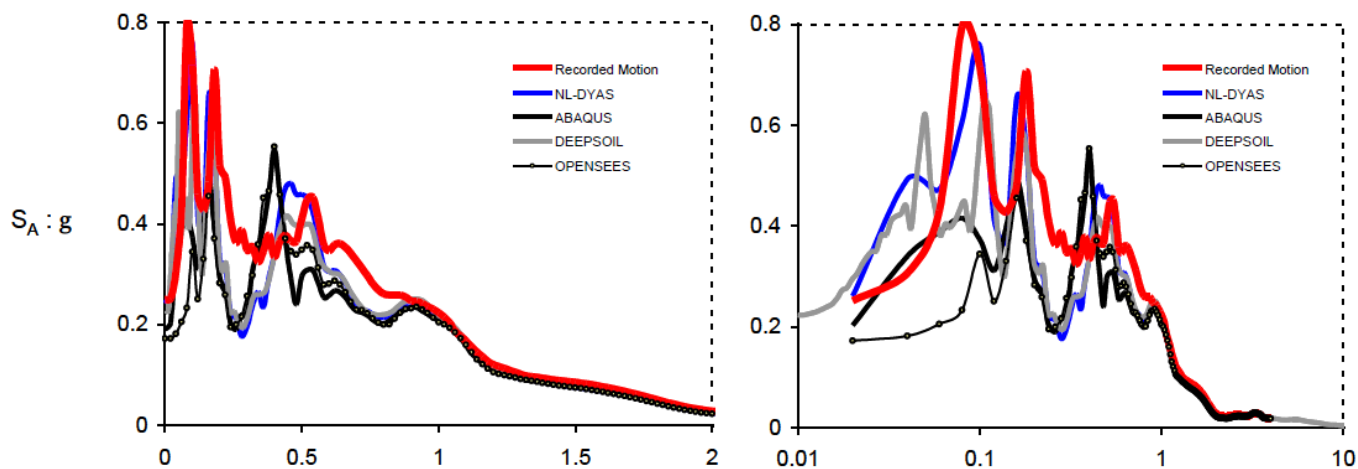 0.8
0.6
0.4
0.2
0
S_A : g
Recorded Motion
NL-DYAS
ABAQUS
DEEPSOIL
OPENSEES
0 0.5 1 1.5 2
0.8
0.6
0.4
0.2
0
Recorded Motion
NL-DYAS
ABAQUS
DEEPSOIL
OPENSEES
0.01 0.1 1 10